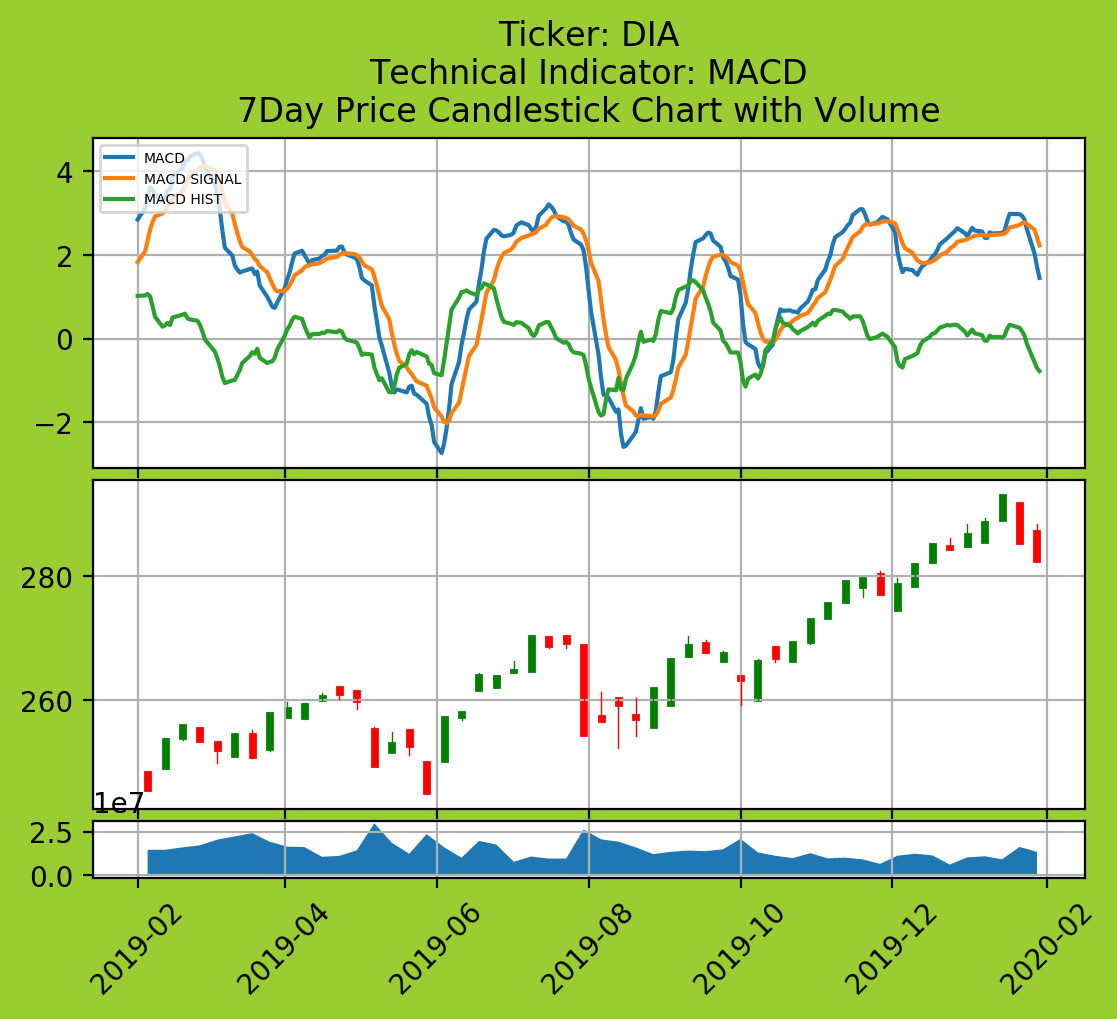 Ticker: DIA
Technical Indicator: MACD
7Day Price Candlestick Chart with Volume
MACD
MACD SIGNAL
MACD HIST
4
2
0
−2
280
260
1e7
2.5
0.0
2019-02
2019-04
2019-06
2019-08
2019-10
2019-12
2020-02